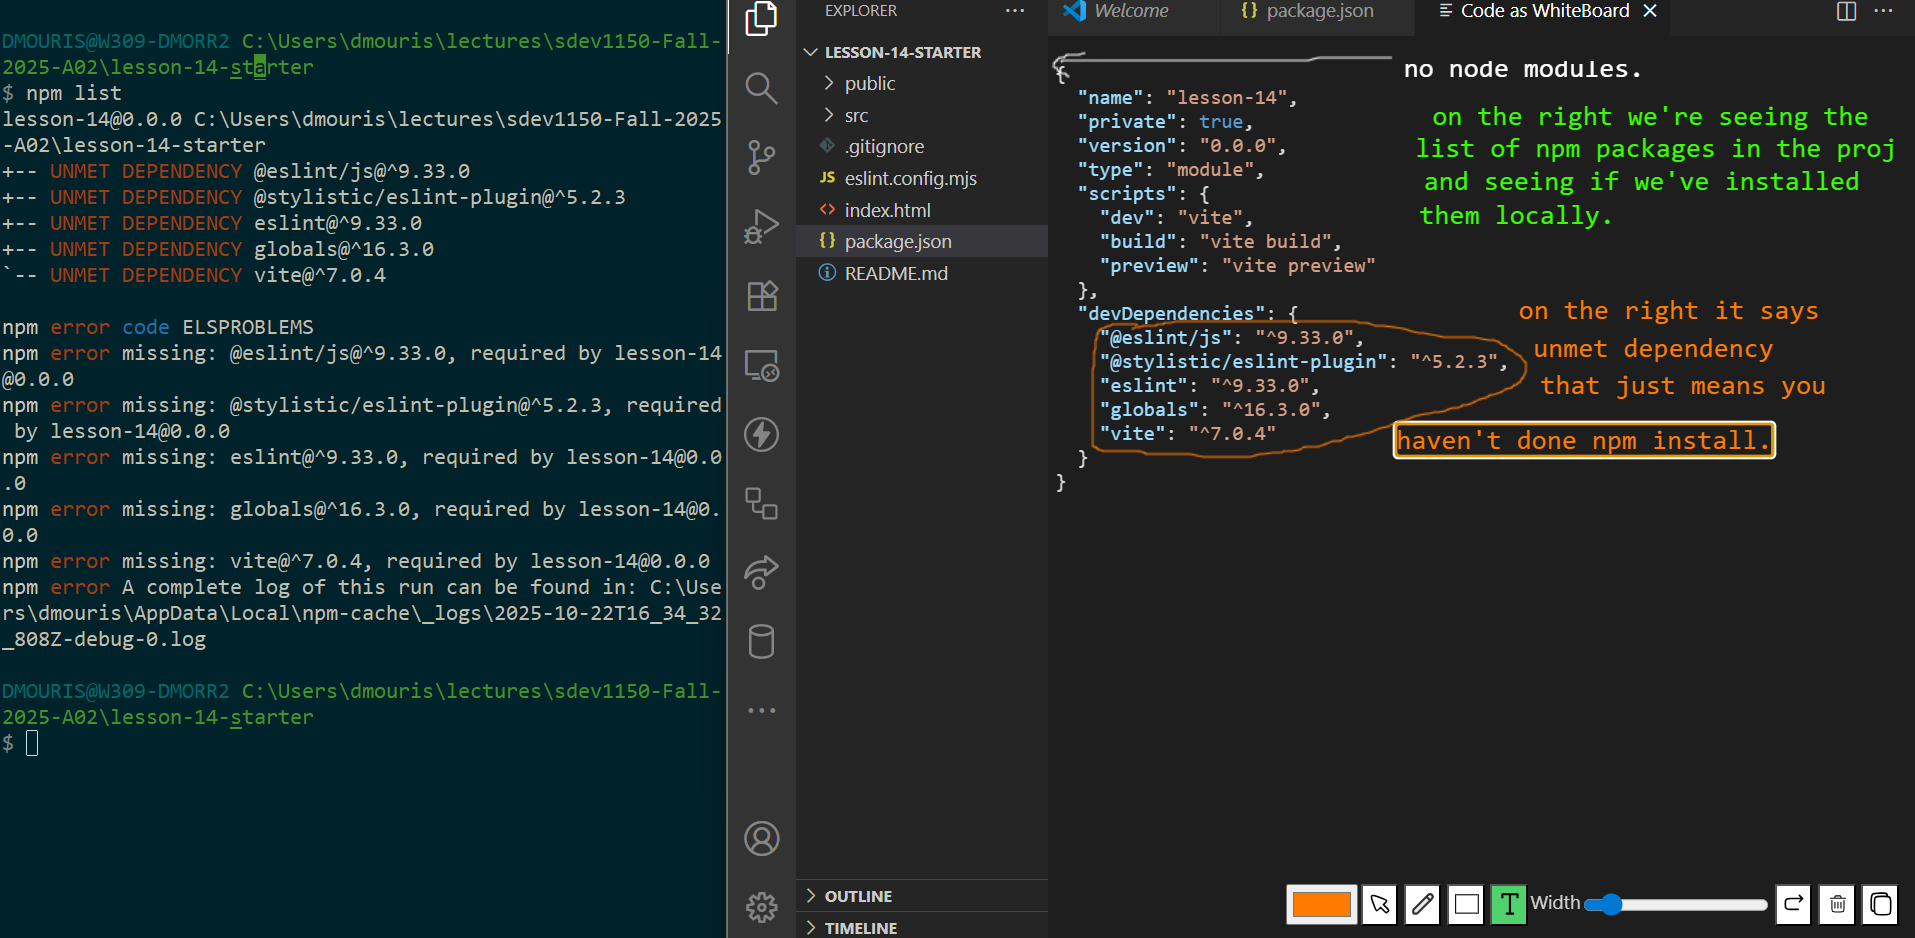 DMOURIS@W309-DMORR2 C:\Users\dmouris\lectures\sdev1150-Fall-
2025-A02\lesson-14-starter
$ npm list
lesson-14@0.0.0 C:\Users\dmouris\lectures\sdev1150-Fall-2025
-A02\lesson-14-starter
+-- UNMET DEPENDENCY @eslint/js@^9.33.0
+-- UNMET DEPENDENCY @stylistic/eslint-plugin@^5.2.3
+-- UNMET DEPENDENCY eslint@^9.33.0
+-- UNMET DEPENDENCY globals@^16.3.0
`-- UNMET DEPENDENCY vite@^7.0.4
npm error code ELSPROBLEMS
npm error missing: @eslint/js@^9.33.0, required by lesson-14
@0.0.0
npm error missing: @stylistic/eslint-plugin@^5.2.3, required
by lesson-14@0.0.0
npm error missing: eslint@^9.33.0, required by lesson-14@0.0
.0
npm error missing: globals@^16.3.0, required by lesson-14@0.
0.0
npm error missing: vite@^7.0.4, required by lesson-14@0.0.0
npm error A complete log of this run can be found in: C:\Use
rs\dmouris\AppData\Local\npm-cache\_logs\2025-10-22T16_34_32
_808Z-debug-0.log
DMOURIS@W309-DMORR2 C:\Users\dmouris\lectures\sdev1150-Fall-
2025-A02\lesson-14-starter
$
EXPLORER
LESSON-14-STARTER
public
src
.gitignore
JS eslint.config.mjs
<> index.html
{} package.json
README.md
OUTLINE
TIMELINE
Welcome
{} package.json
Code as WhiteBoard
{
"name": "lesson-14",
"private": true,
"version": "0.0.0",
"type": "module",
"scripts": {
"dev": "vite",
"build": "vite build",
"preview": "vite preview"
},
"devDependencies": {
"@eslint/js": "^9.33.0",
"@stylistic/eslint-plugin": "^5.2.3",
"eslint": "^9.33.0",
"globals": "^16.3.0",
"vite": "^7.0.4"
}
}
no node modules.
on the right we're seeing the
list of npm packages in the proj
and seeing if we've installed
them locally.
on the right it says
unmet dependency
that just means you
haven't done npm install.
T Width